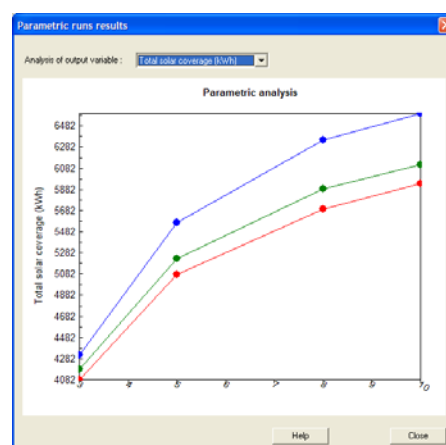 Parametric runs results
Analysis of output variable : Total solar coverage (kWh)
Parametric analysis
Total solar coverage (kWh)
6482
6282
6082
5882
5682
5482
5282
5082
4882
4682
4482
4282
4082
3 4 5 6 7 8 9 10
Help Close